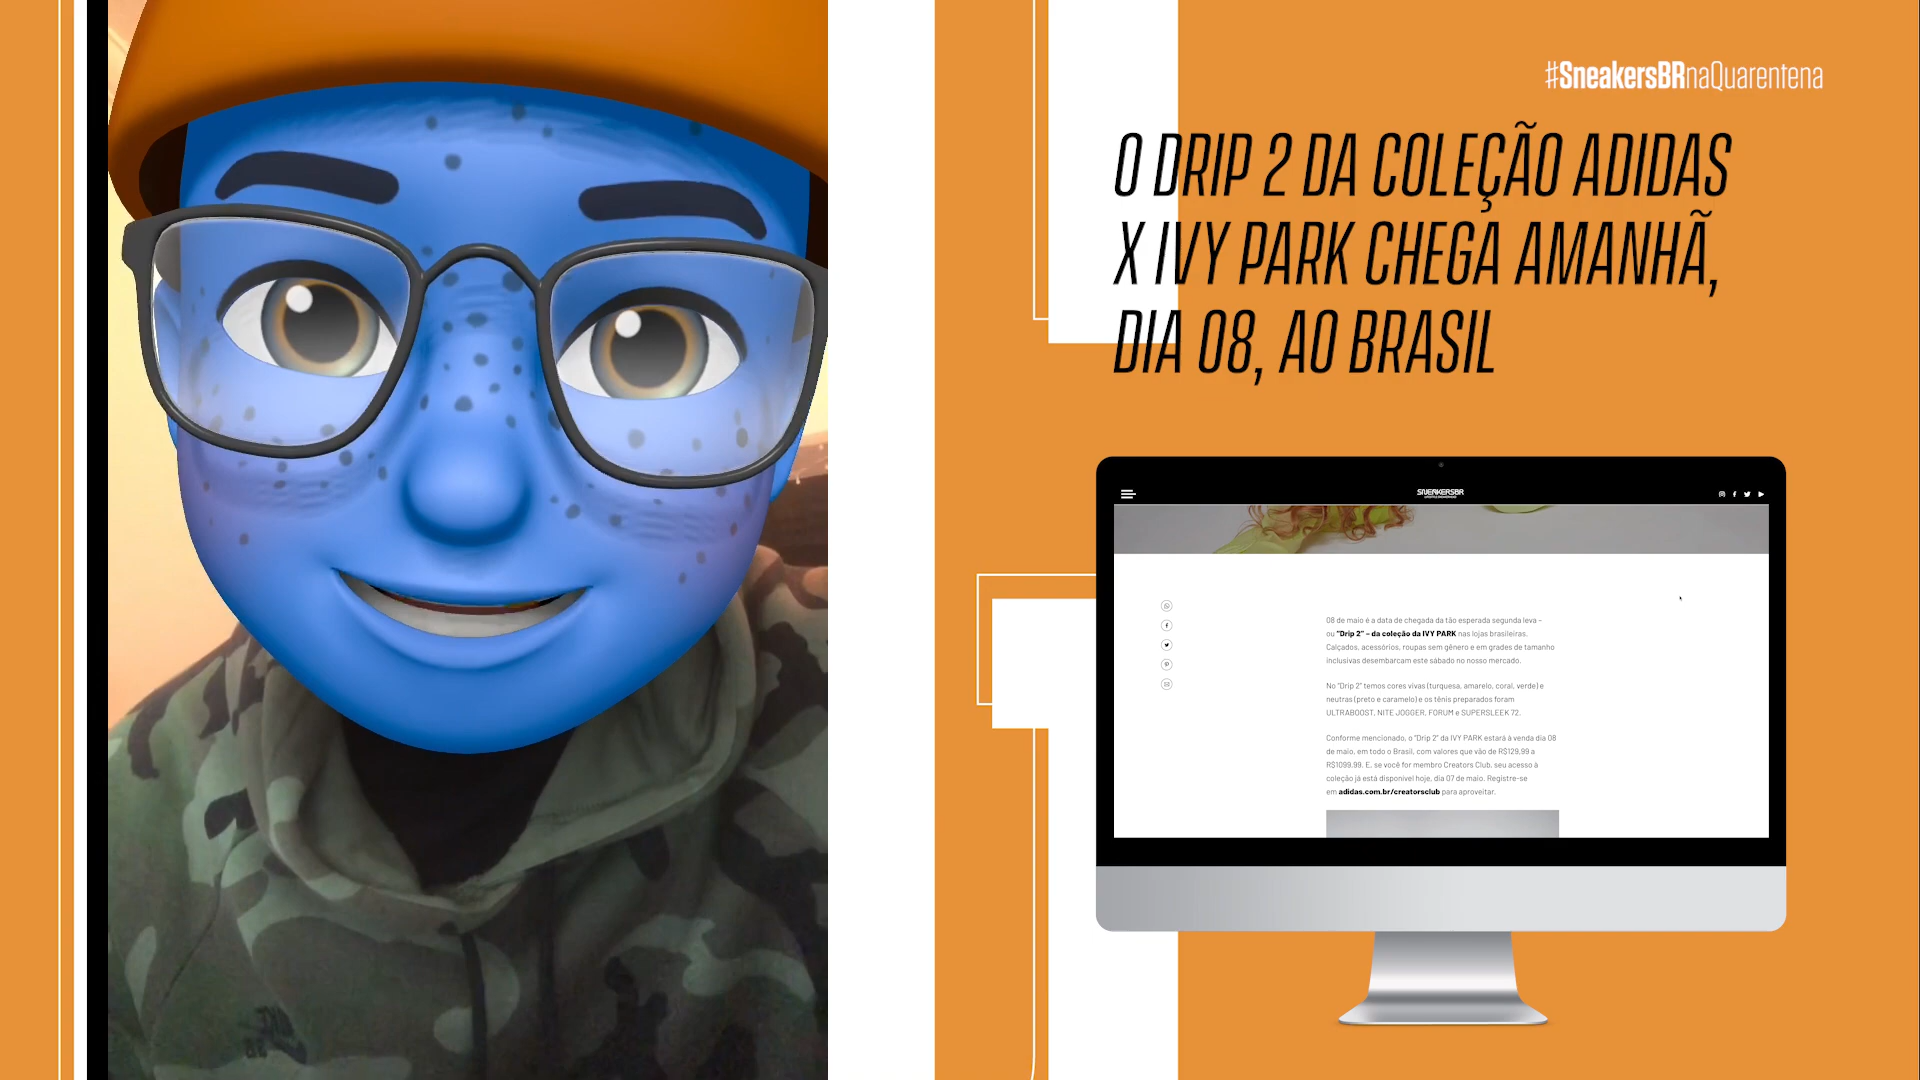 #SneakersBRnaQuarentena
O DRIP 2 DA COLEÇÃO ADIDAS
X IVY PARK CHEGA AMANHÃ,
DIA 08, AO BRASIL
SNEAKERSBR
08 de maio é a data de chegada da tão esperada segunda leva –
ou "Drip 2" – da coleção da IVY PARK nas lojas brasileiras.
Calçados, acessórios, roupas sem gênero e em grades de tamanho
inclusivas desembarcam este sábado no nosso mercado.
No "Drip 2" temos cores vivas (turquesa, amarelo, coral, verde) e
neutras (preto e caramelo) e os tênis preparados foram
ULTRABOOST, NITE JOGGER, FORUM e SUPERSLEEK 72.
Conforme mencionado, o "Drip 2" da IVY PARK estará à venda dia 08
de maio, em todo o Brasil, com valores que vão de R$129,99 a
R$1099,99. E, se você for membro Creators Club, seu acesso à
coleção já está disponível hoje, dia 07 de maio. Registre-se
em adidas.com.br/creatorsclub para aproveitar.